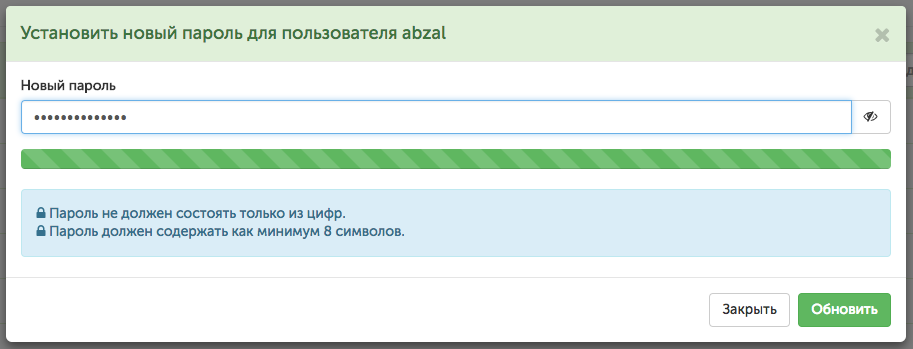 Установить новый пароль для пользователя abzal
Новый пароль
••••••••••••••
Пароль не должен состоять только из цифр.
Пароль должен содержать как минимум 8 символов.
Закрыть
Обновить